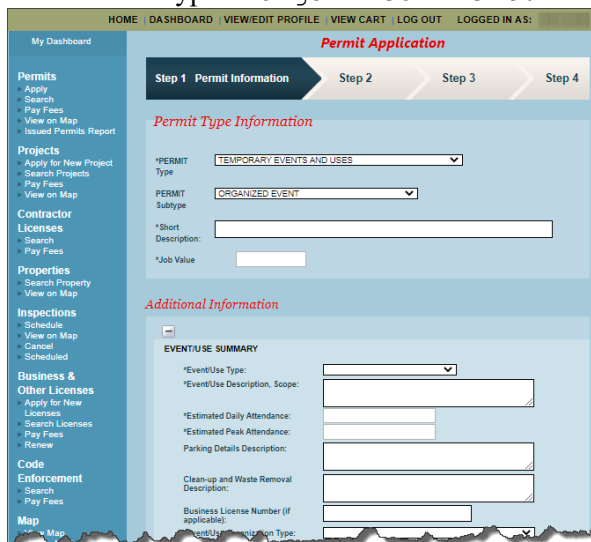 HOME | DASHBOARD | VIEW/EDIT PROFILE | VIEW CART | LOG OUT LOGGED IN AS:
My Dashboard
Permits
Apply
Search
Pay Fees
View on Map
Issued Permits Report
Projects
Apply for New Project
Search Projects
Pay Fees
View on Map
Contractor
Licenses
Search
Pay Fees
Properties
Search Property
View on Map
Inspections
Schedule
View on Map
Cancel
Scheduled
Business &
Other Licenses
Apply for New
Licenses
Search Licenses
Pay Fees
Renew
Code
Enforcement
Search
Pay Fees
Map
View Map
Permit Application
Step 1 Permit Information
Step 2
Step 3
Step 4
Permit Type Information
*PERMIT
Type
TEMPORARY EVENTS AND USES
PERMIT
Subtype
ORGANIZED EVENT
*Short
Description:
*Job Value
Additional Information
EVENT/USE SUMMARY
*Event/Use Type:
*Event/Use Description, Scope:
*Estimated Daily Attendance:
*Estimated Peak Attendance:
Parking Details Description:
Clean-up and Waste Removal
Description:
Business License Number (if
applicable):
*Event/Use Organization Type: